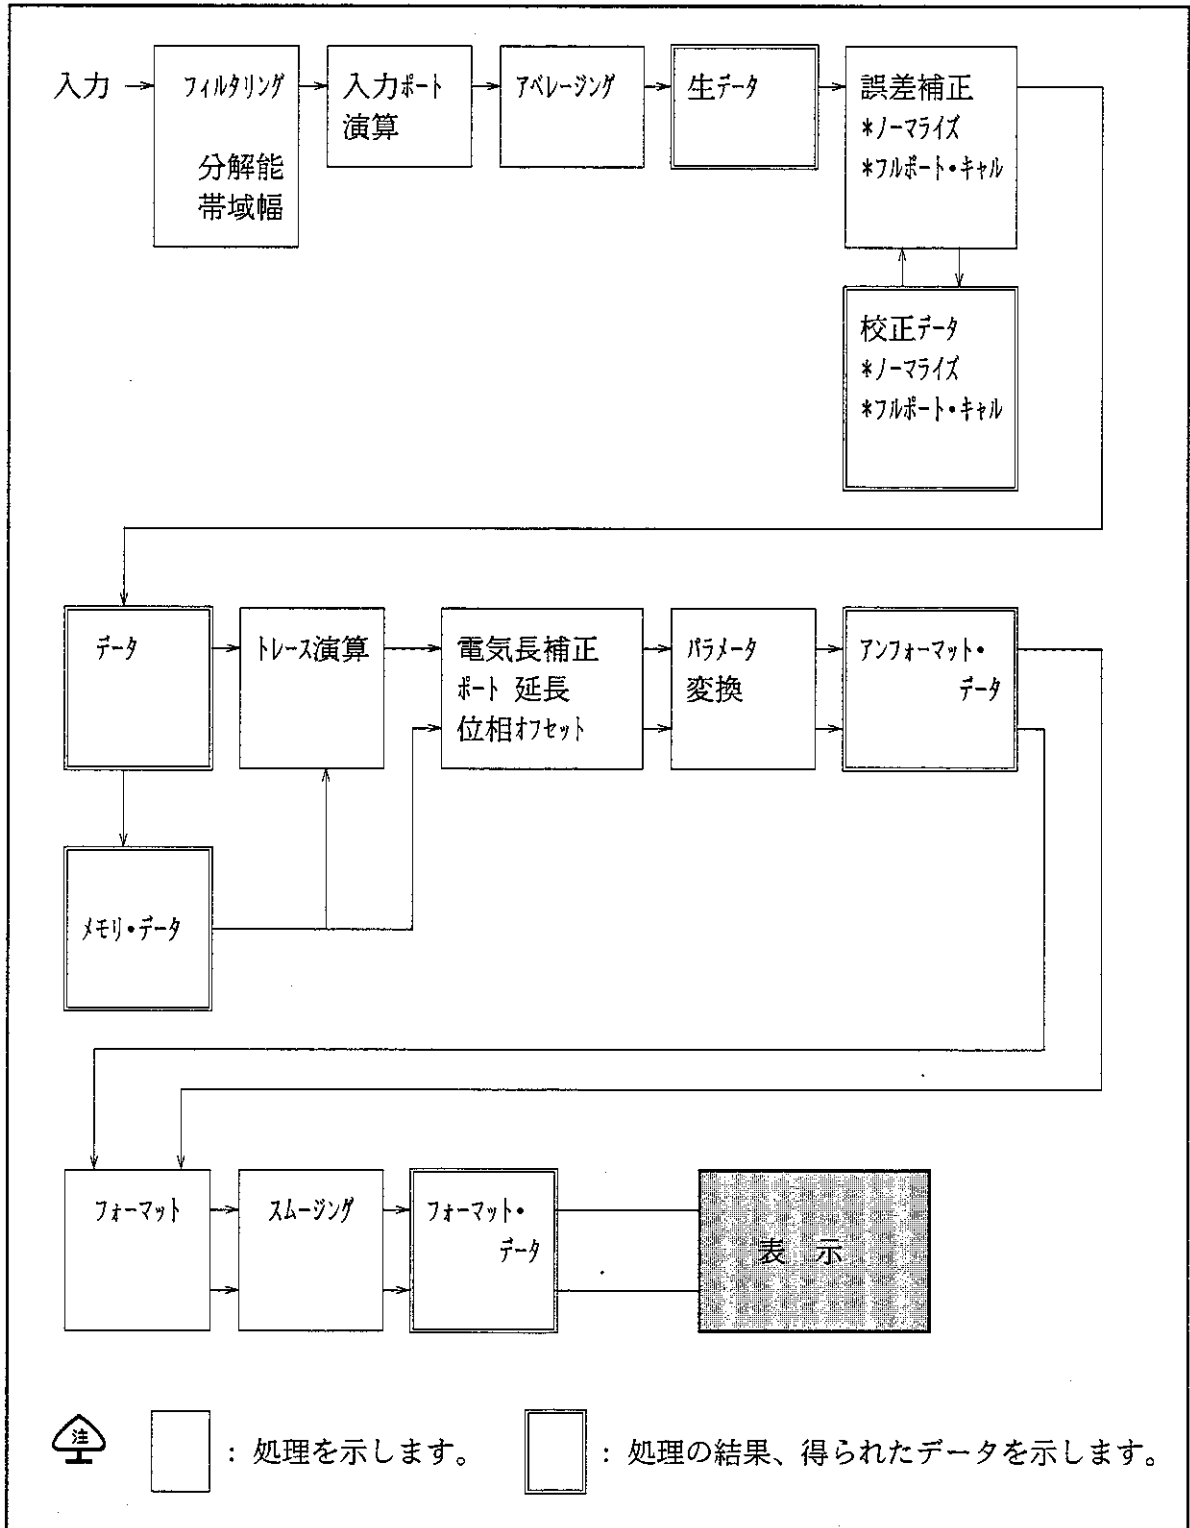 入力
フィルタリング
分解能
帯域幅
入力ポート
演算
アベレージング
生データ
誤差補正
*ノーマライズ
*フルポート・キャル
校正データ
*ノーマライズ
*フルポート・キャル
データ
トレース演算
電気長補正
ポート 延長
位相オフセット
パラメータ
変換
アンフォーマット・
データ
メモリ・データ
フォーマット
スムージング
フォーマット・
データ
表 示
注
: 処理を示します。
: 処理の結果、得られたデータを示します。